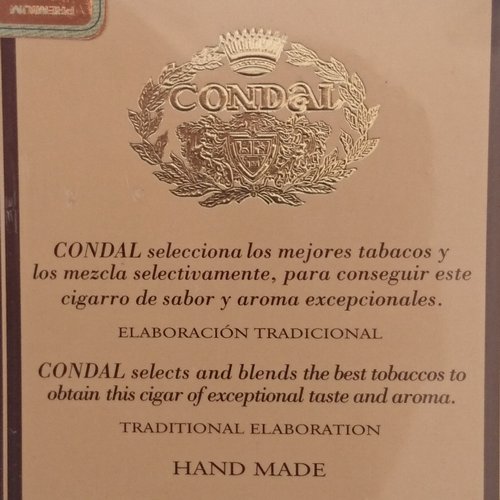 PREMIUM
CONDAL
CONDAL selecciona los mejores tabacos y
los mezcla selectivamente, para conseguir este
cigarro de sabor y aroma excepcionales.
ELABORACIÓN TRADICIONAL
CONDAL selects and blends the best tobaccos to
obtain this cigar of exceptional taste and aroma.
TRADITIONAL ELABORATION
HAND MADE